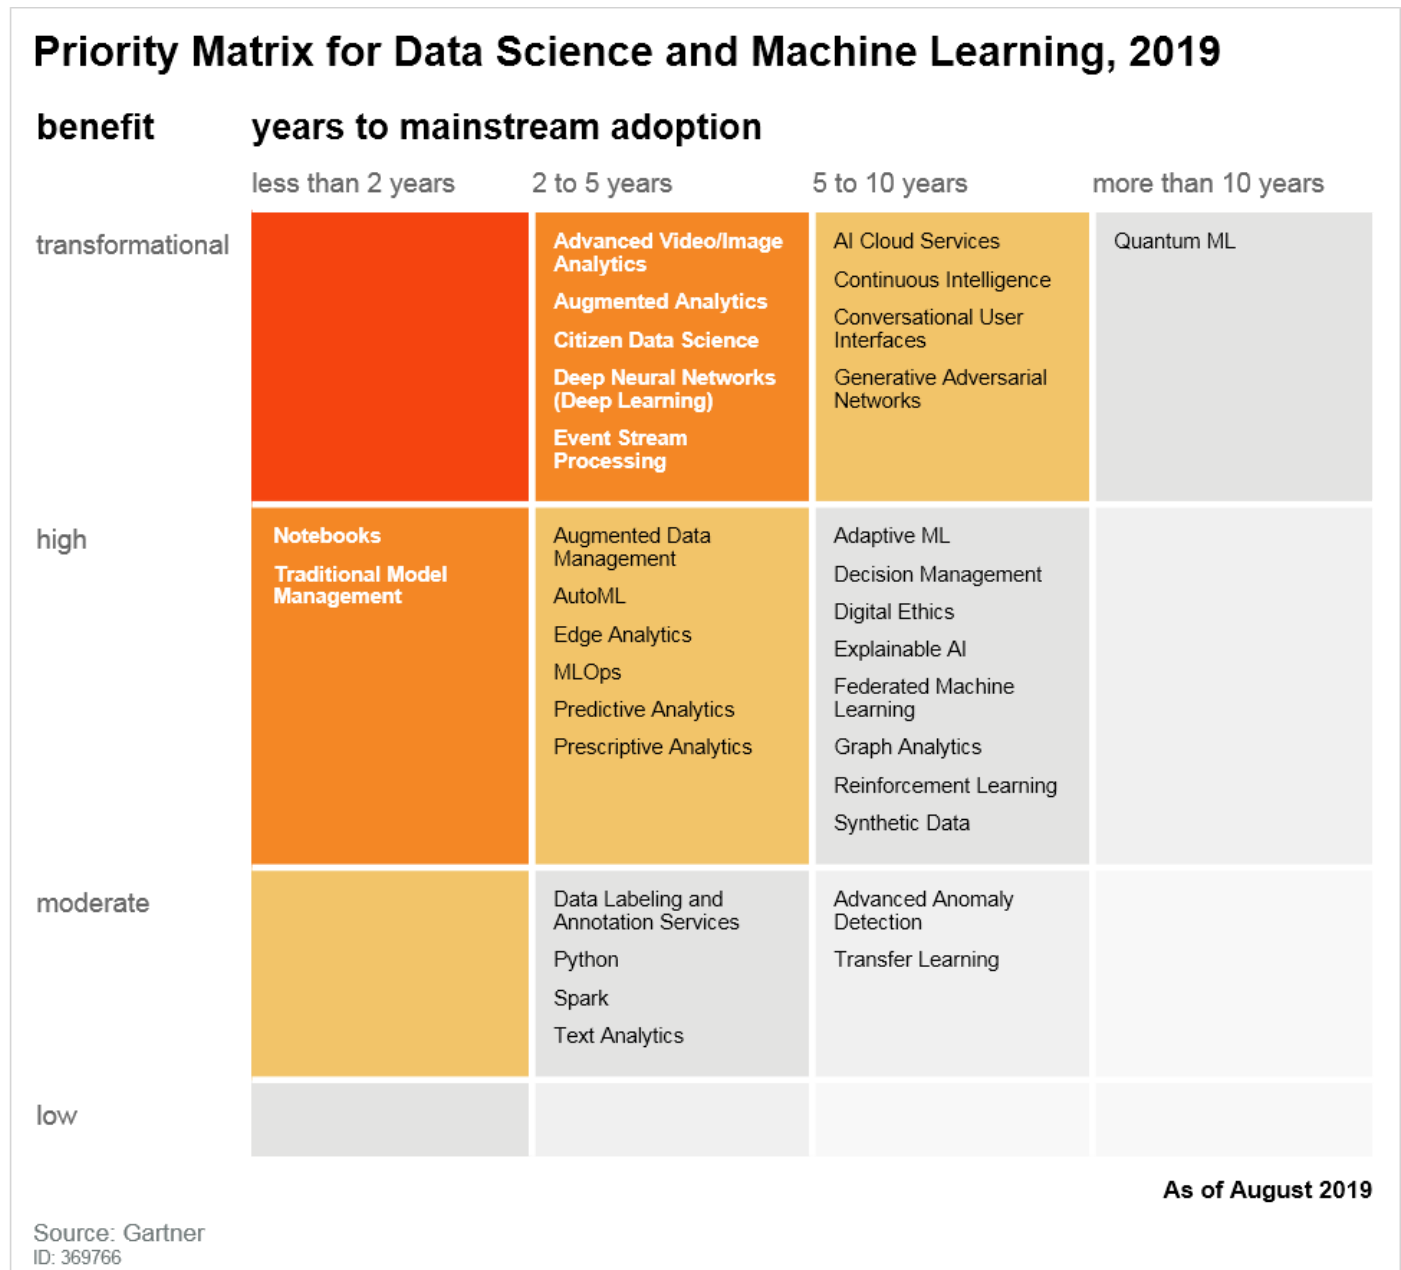 Priority Matrix for Data Science and Machine Learning, 2019
benefit
years to mainstream adoption
less than 2 years
2 to 5 years
5 to 10 years
more than 10 years
transformational
Advanced Video/Image
Analytics
Augmented Analytics
Citizen Data Science
Deep Neural Networks
(Deep Learning)
Event Stream
Processing
AI Cloud Services
Continuous Intelligence
Conversational User
Interfaces
Generative Adversarial
Networks
Quantum ML
high
Notebooks
Traditional Model
Management
Augmented Data
Management
AutoML
Edge Analytics
MLOps
Predictive Analytics
Prescriptive Analytics
Adaptive ML
Decision Management
Digital Ethics
Explainable AI
Federated Machine
Learning
Graph Analytics
Reinforcement Learning
Synthetic Data
moderate
Data Labeling and
Annotation Services
Python
Spark
Text Analytics
Advanced Anomaly
Detection
Transfer Learning
low
As of August 2019
Source: Gartner
ID: 369766